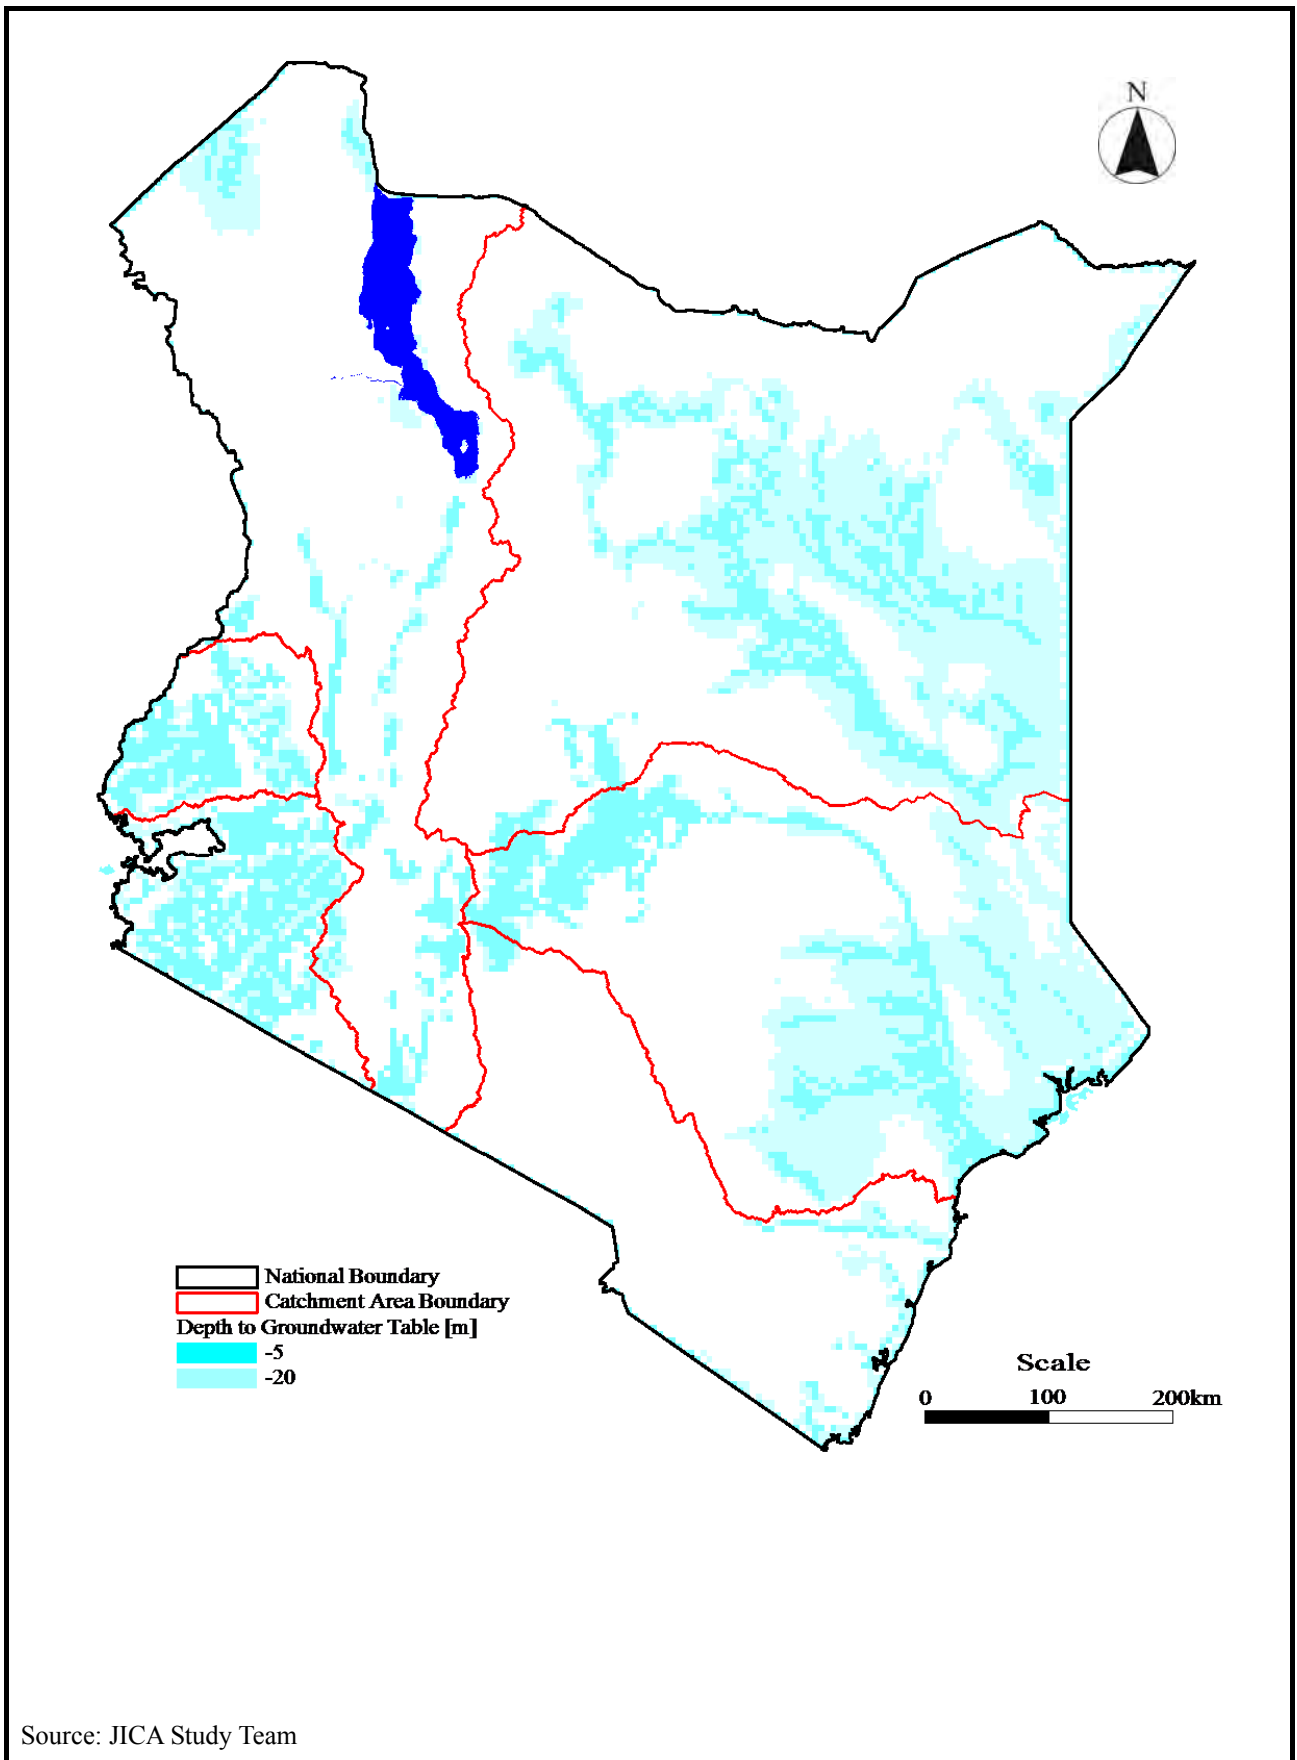 N
National Boundary
Catchment Area Boundary
Depth to Groundwater Table [m]
-5
-20
Scale
0 100 200km
Source: JICA Study Team